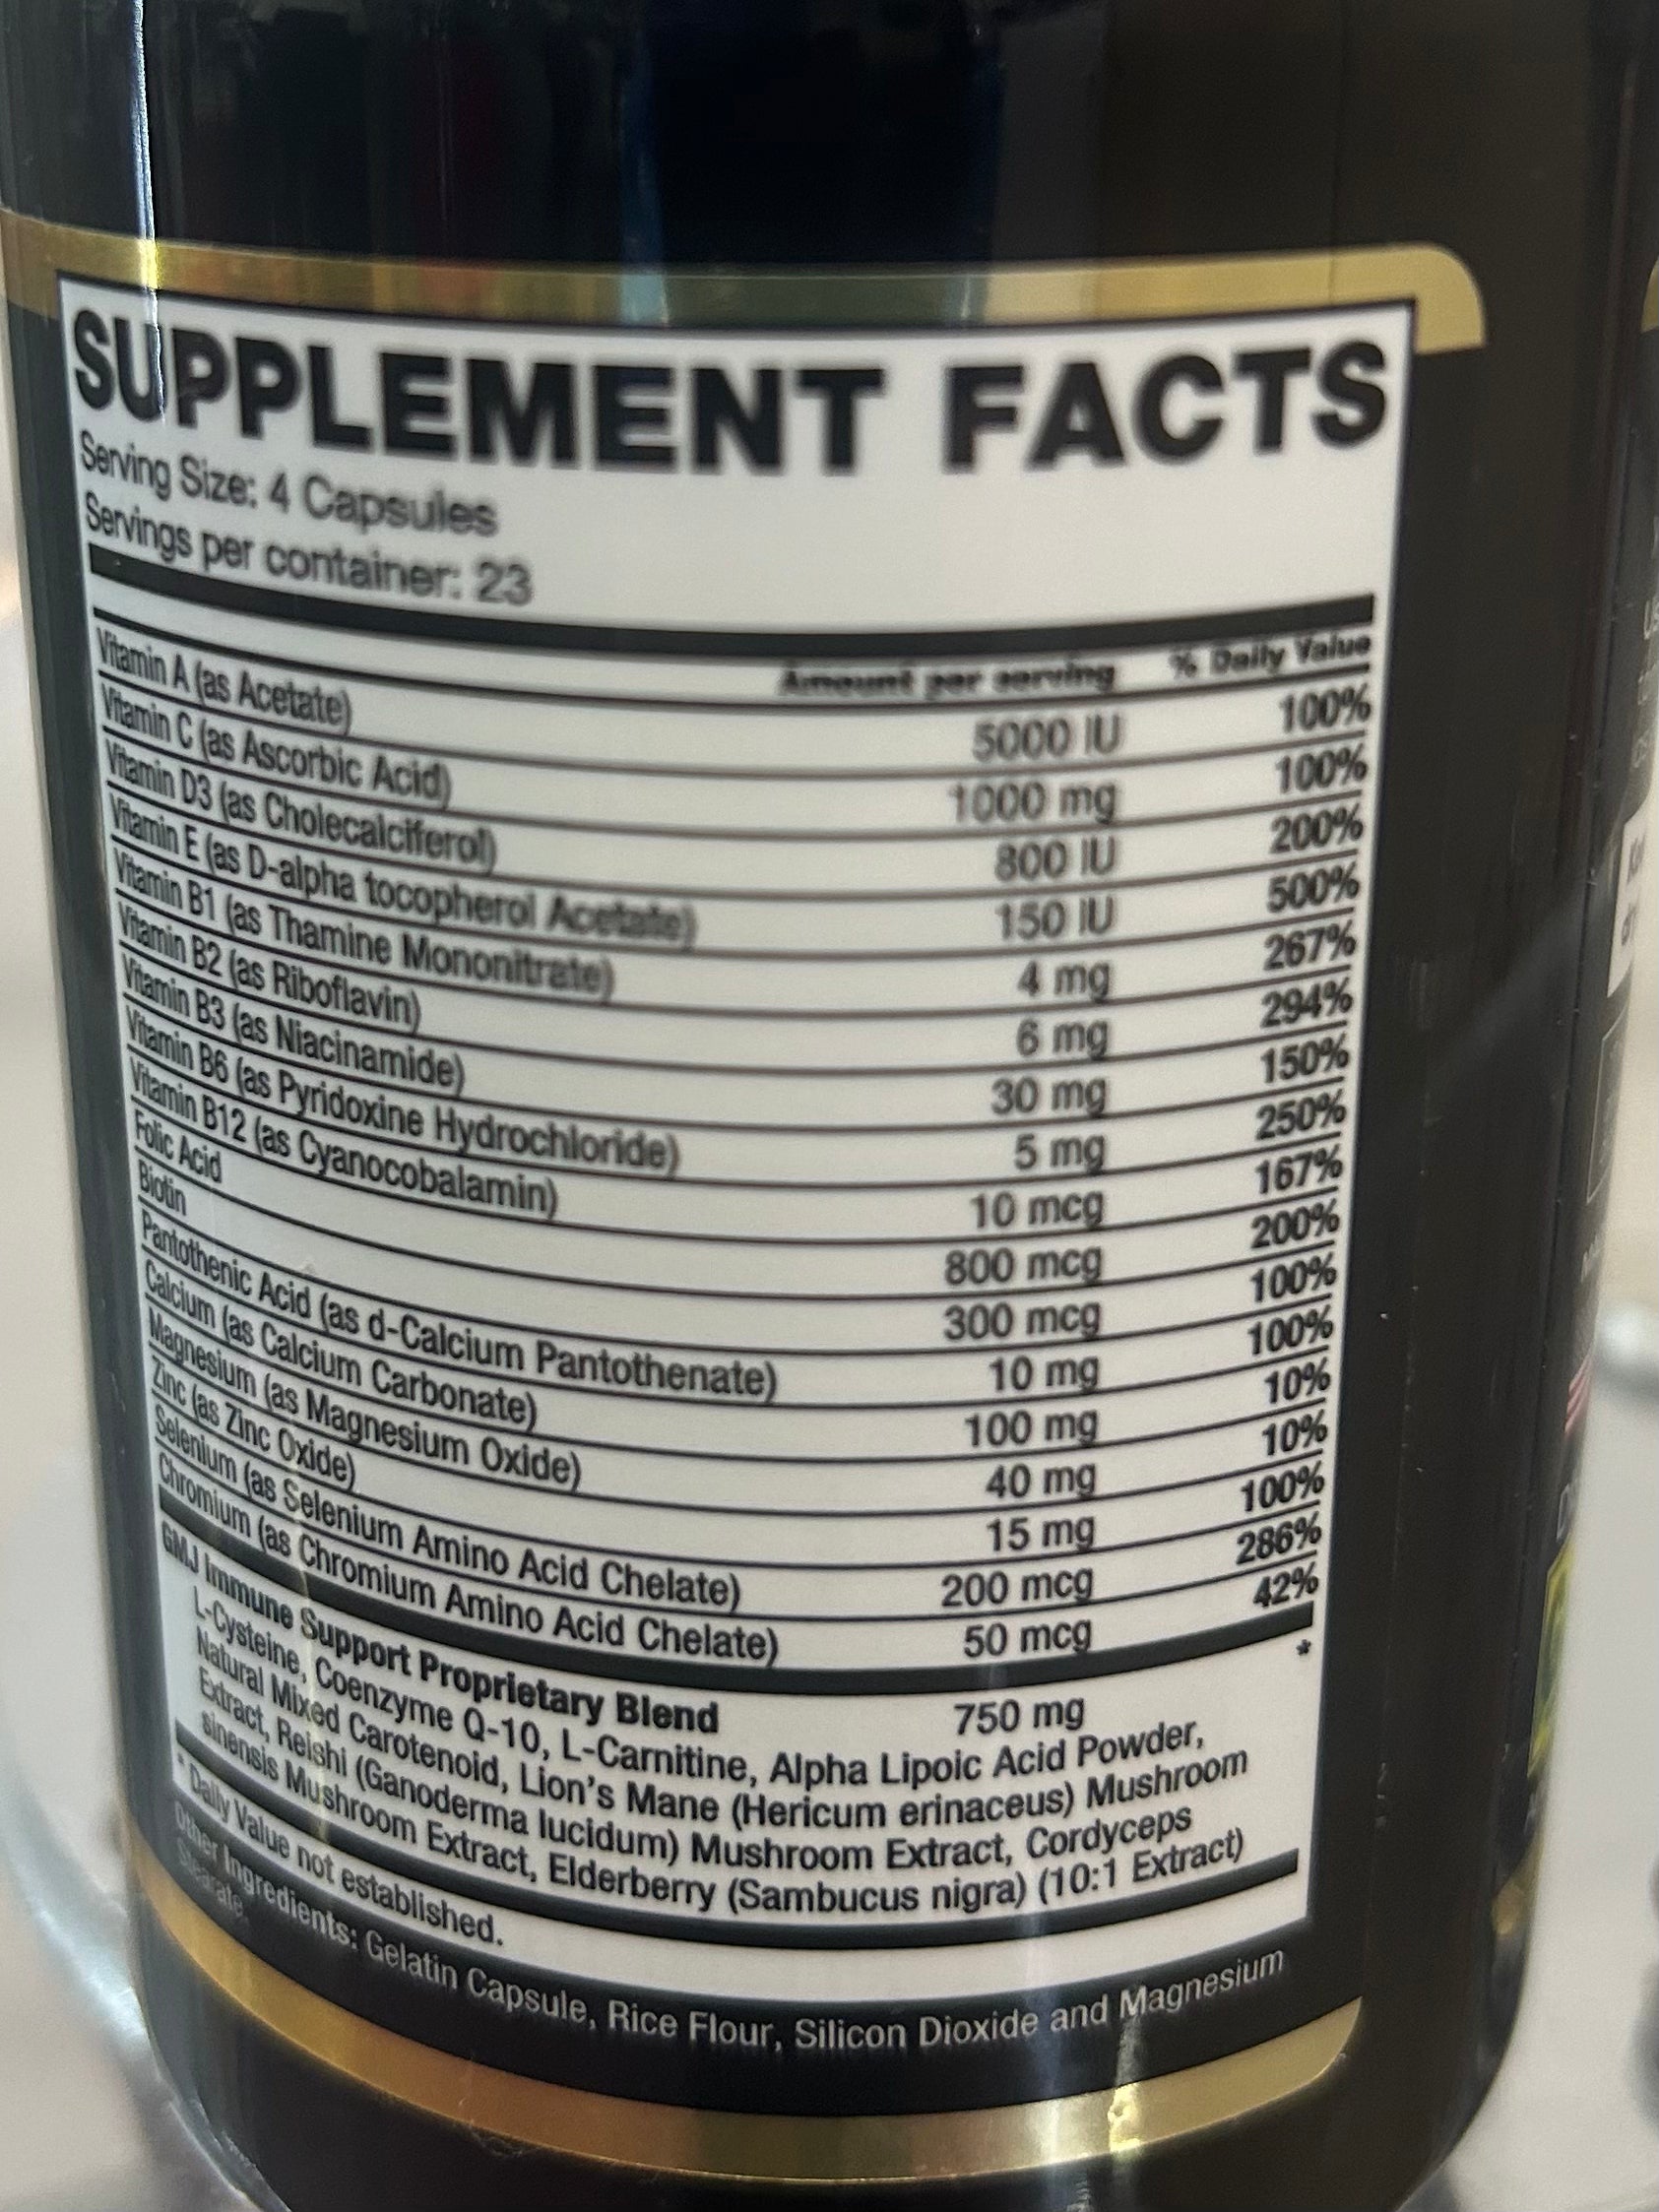 SUPPLEMENT FACTS
Serving Size: 4 Capsules
Servings per container: 23
Amount per serving % Daily Value
Vitamin A (as Acetate) 5000 IU 100%
Vitamin C (as Ascorbic Acid) 1000 mg 100%
Vitamin D3 (as Cholecalciferol) 800 IU 200%
Vitamin E (as D-alpha tocopherol Acetate) 150 IU 500%
Vitamin B1 (as Thamine Mononitrate) 4 mg 267%
Vitamin B2 (as Riboflavin) 6 mg 294%
Vitamin B3 (as Niacinamide) 30 mg 150%
Vitamin B6 (as Pyridoxine Hydrochloride) 5 mg 250%
Vitamin B12 (as Cyanocobalamin) 10 mcg 167%
Folic Acid 800 mcg 200%
Biotin 300 mcg 100%
Pantothenic Acid (as d-Calcium Pantothenate) 10 mg 100%
Calcium (as Calcium Carbonate) 100 mg 10%
Magnesium (as Magnesium Oxide) 40 mg 10%
Zinc (as Zinc Oxide) 15 mg 100%
Selenium (as Selenium Amino Acid Chelate) 200 mcg 286%
Chromium (as Chromium Amino Acid Chelate) 50 mcg 42%
GMJ Immune Support Proprietary Blend 750 mg *
L-Cysteine, Coenzyme Q-10, L-Carnitine, Alpha Lipoic Acid Powder,
Natural Mixed Carotenoid, Lion's Mane (Hericum erinaceus) Mushroom
Extract, Reishi (Ganoderma lucidum) Mushroom Extract, Cordyceps
sinensis Mushroom Extract, Elderberry (Sambucus nigra) (10:1 Extract)
* Daily Value not established.
Other Ingredients: Gelatin Capsule, Rice Flour, Silicon Dioxide and Magnesium
Stearate.